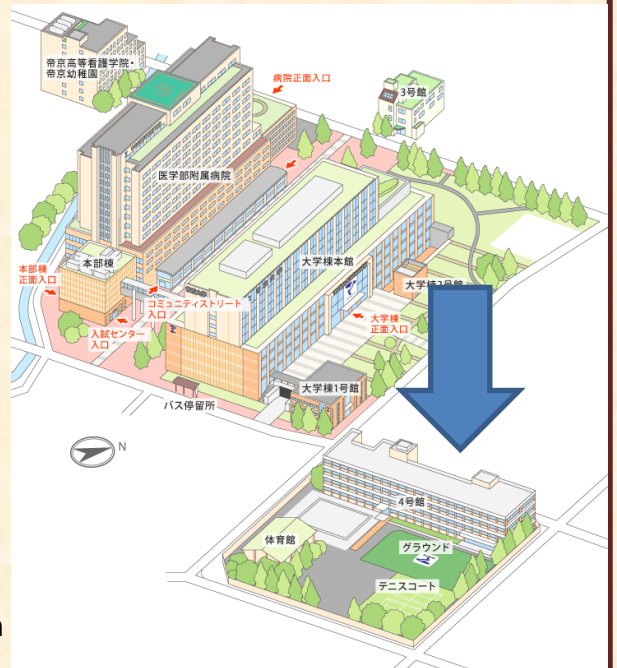 帝京高等看護学院・
帝京幼稚園
病院正面入口
3号館
医学部附属病院
本部棟
大学棟本館
本部棟
正面入口
コミュニティストリート
入口
大学棟2号館
入試センター
入口
大学棟
正面入口
大学棟1号館
バス停留所
N
4号館
体育館
グラウンド
テニスコート